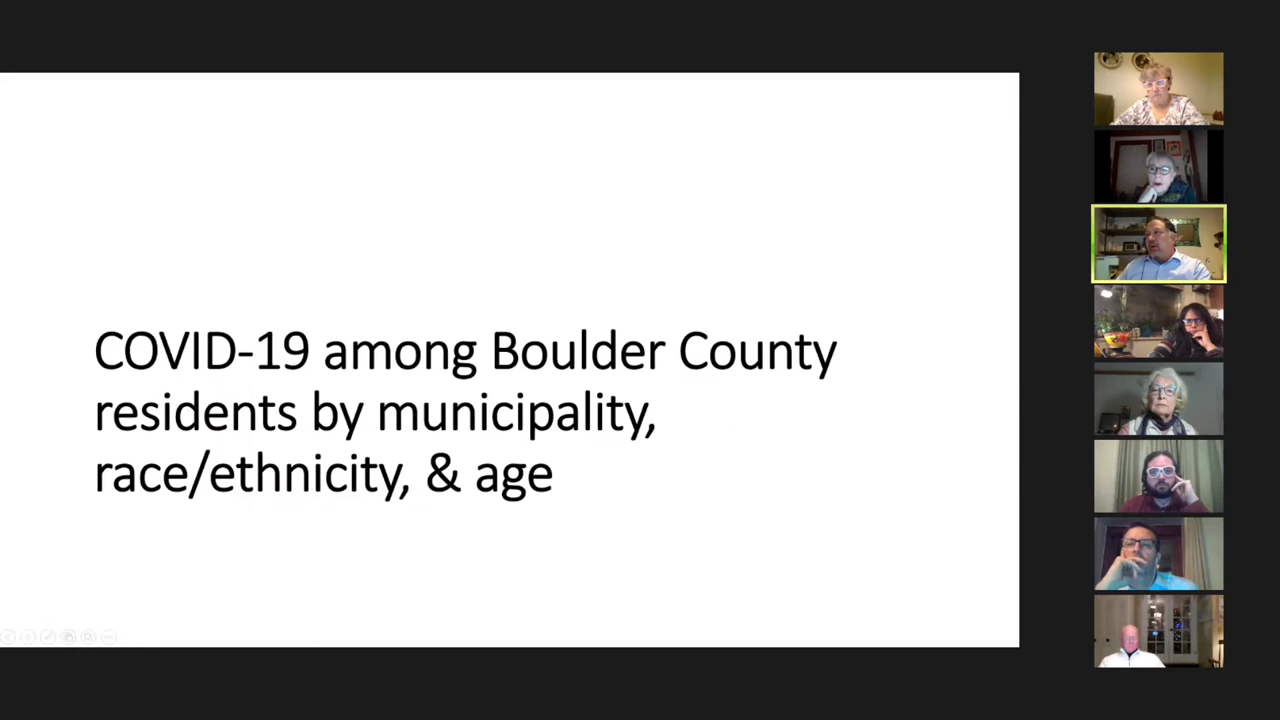 COVID-19 among Boulder County
residents by municipality,
race/ethnicity, & age